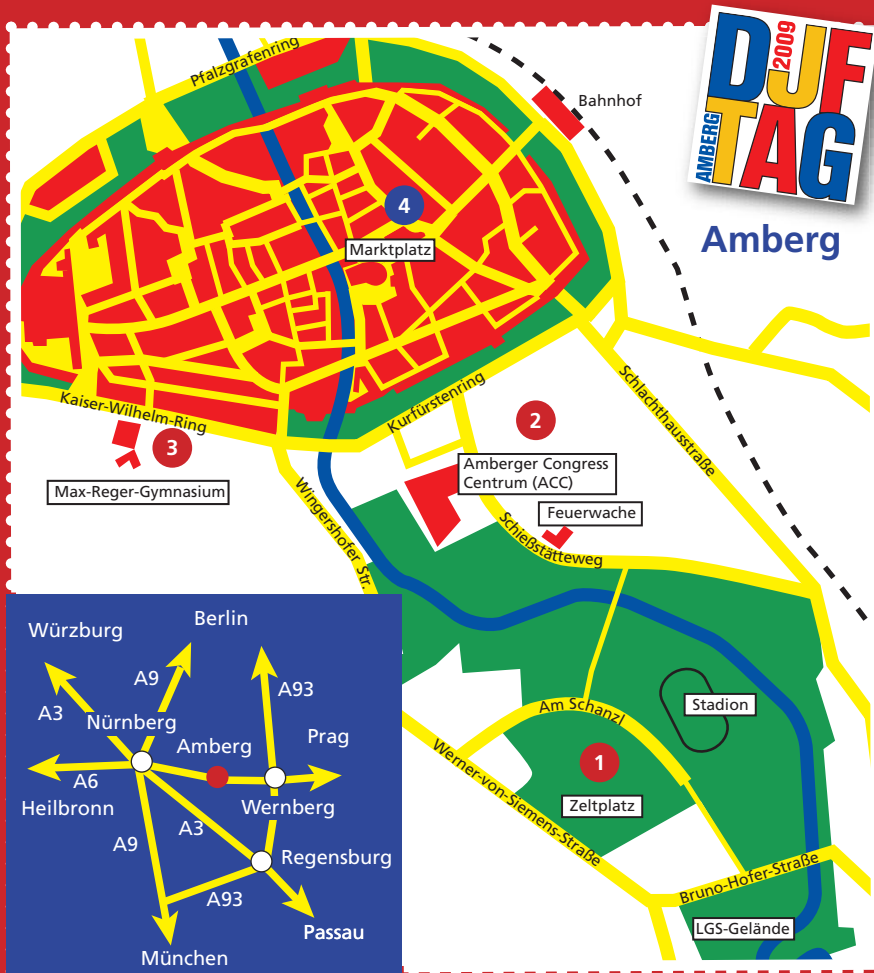 Pfalzgrafenring
Bahnhof
DJF
2009
TAG
AMBERG
Amberg
4
Marktplatz
Kaiser-Wilhelm-Ring
Kurfürstenring
Schlachthausstraße
3
2
Max-Reger-Gymnasium
Amberger Congress
Centrum (ACC)
Feuerwache
Wingershofer Str.
Schießstätteweg
Am Schanzl
Stadion
1
Zeltplatz
Werner-von-Siemens-Straße
Bruno-Hofer-Straße
LGS-Gelände
Würzburg
Berlin
A9
A93
A3
Nürnberg
Amberg
Prag
A6
Heilbronn
Wernberg
A3
A9
Regensburg
A93
Passau
München